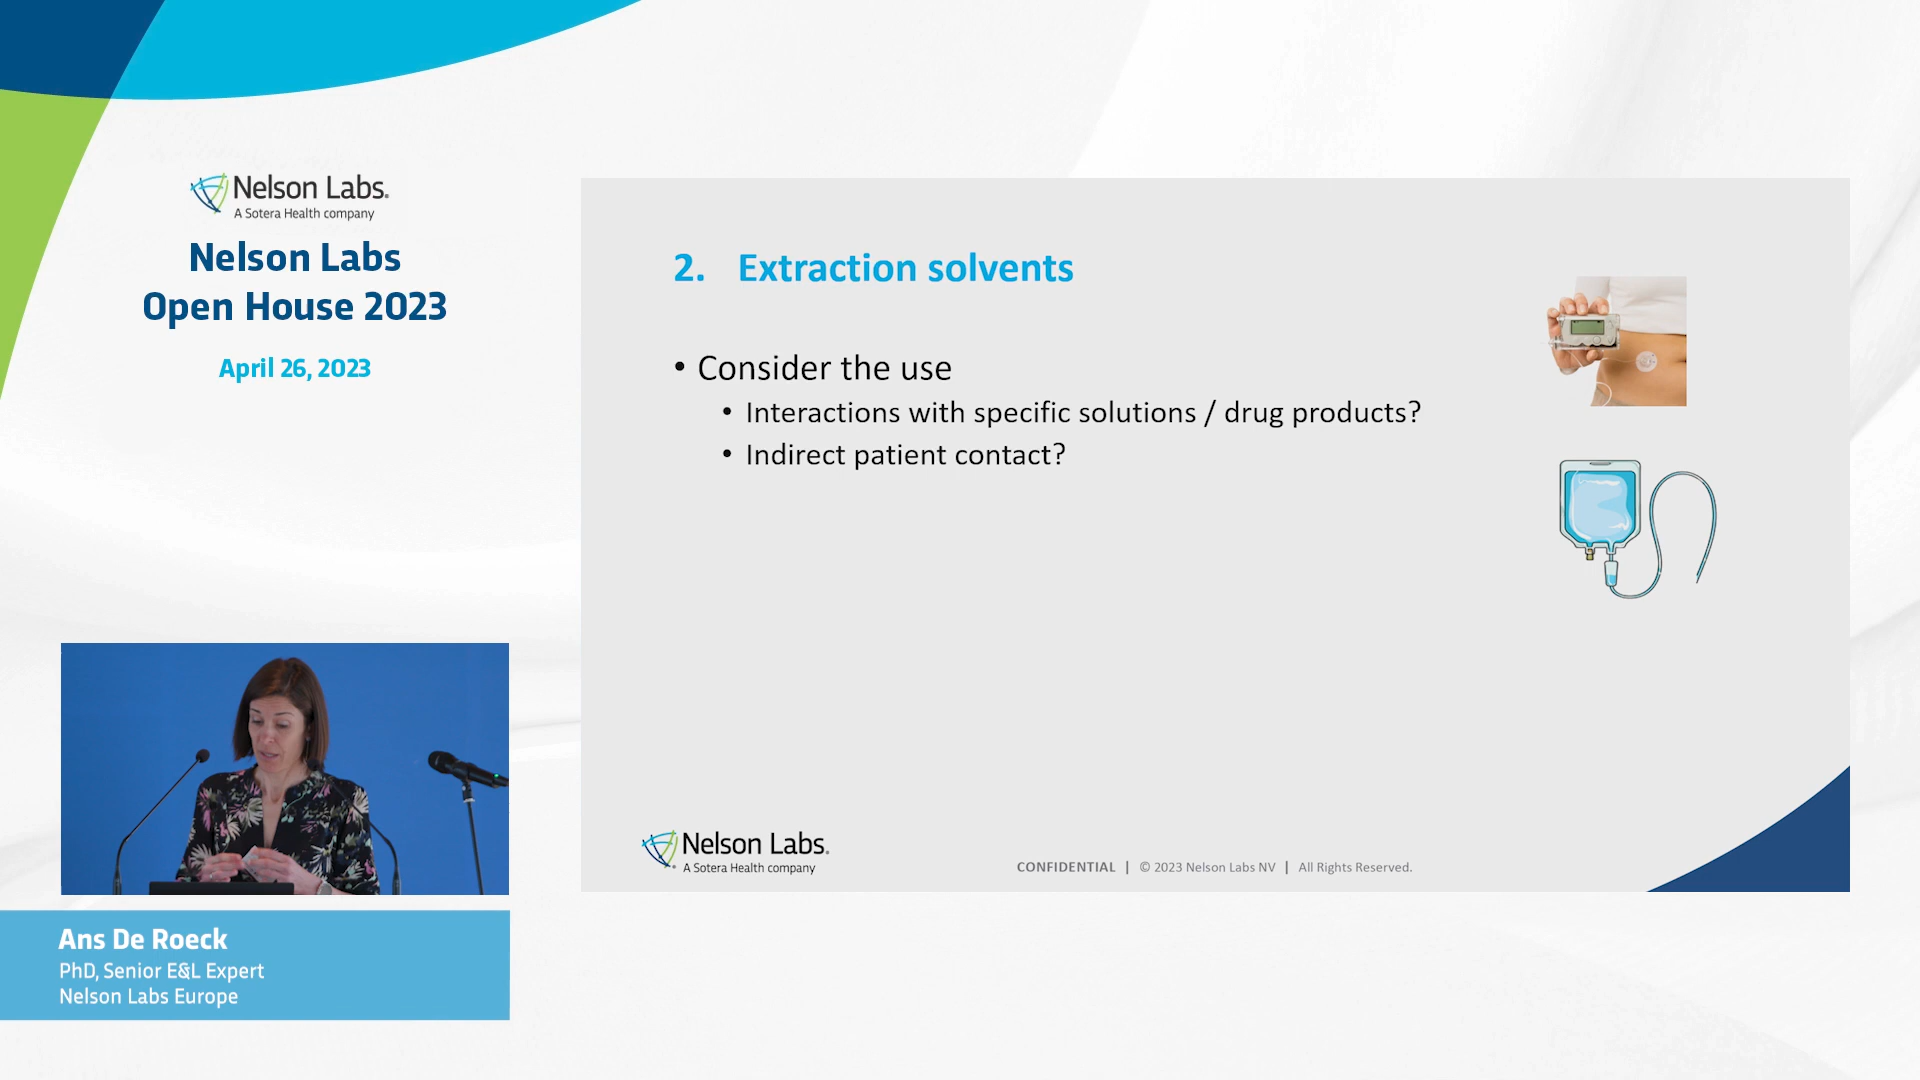 Nelson Labs.
A Sotera Health company
Nelson Labs
Open House 2023
April 26, 2023
2. Extraction solvents
• Consider the use
• Interactions with specific solutions / drug products?
• Indirect patient contact?
Nelson Labs.
A Sotera Health company
CONFIDENTIAL | © 2023 Nelson Labs NV | All Rights Reserved.
Ans De Roeck
PhD, Senior E&L Expert
Nelson Labs Europe